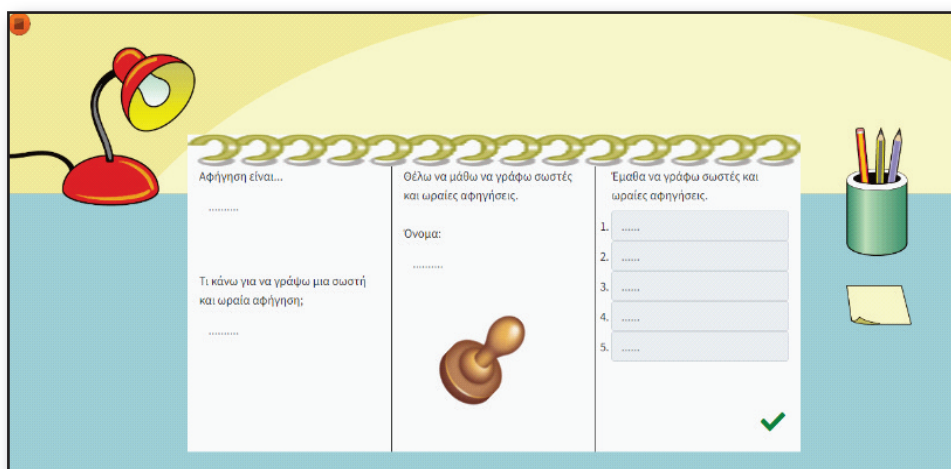 Αφήγηση είναι...
..........
Τι κάνω για να γράψω μια σωστή
και ωραία αφήγηση;
..........
Θέλω να μάθω να γράφω σωστές
και ωραίες αφηγήσεις.
Όνομα:
..........
Έμαθα να γράφω σωστές και
ωραίες αφηγήσεις.
1. ......
2. ......
3. ......
4. ......
5. ......